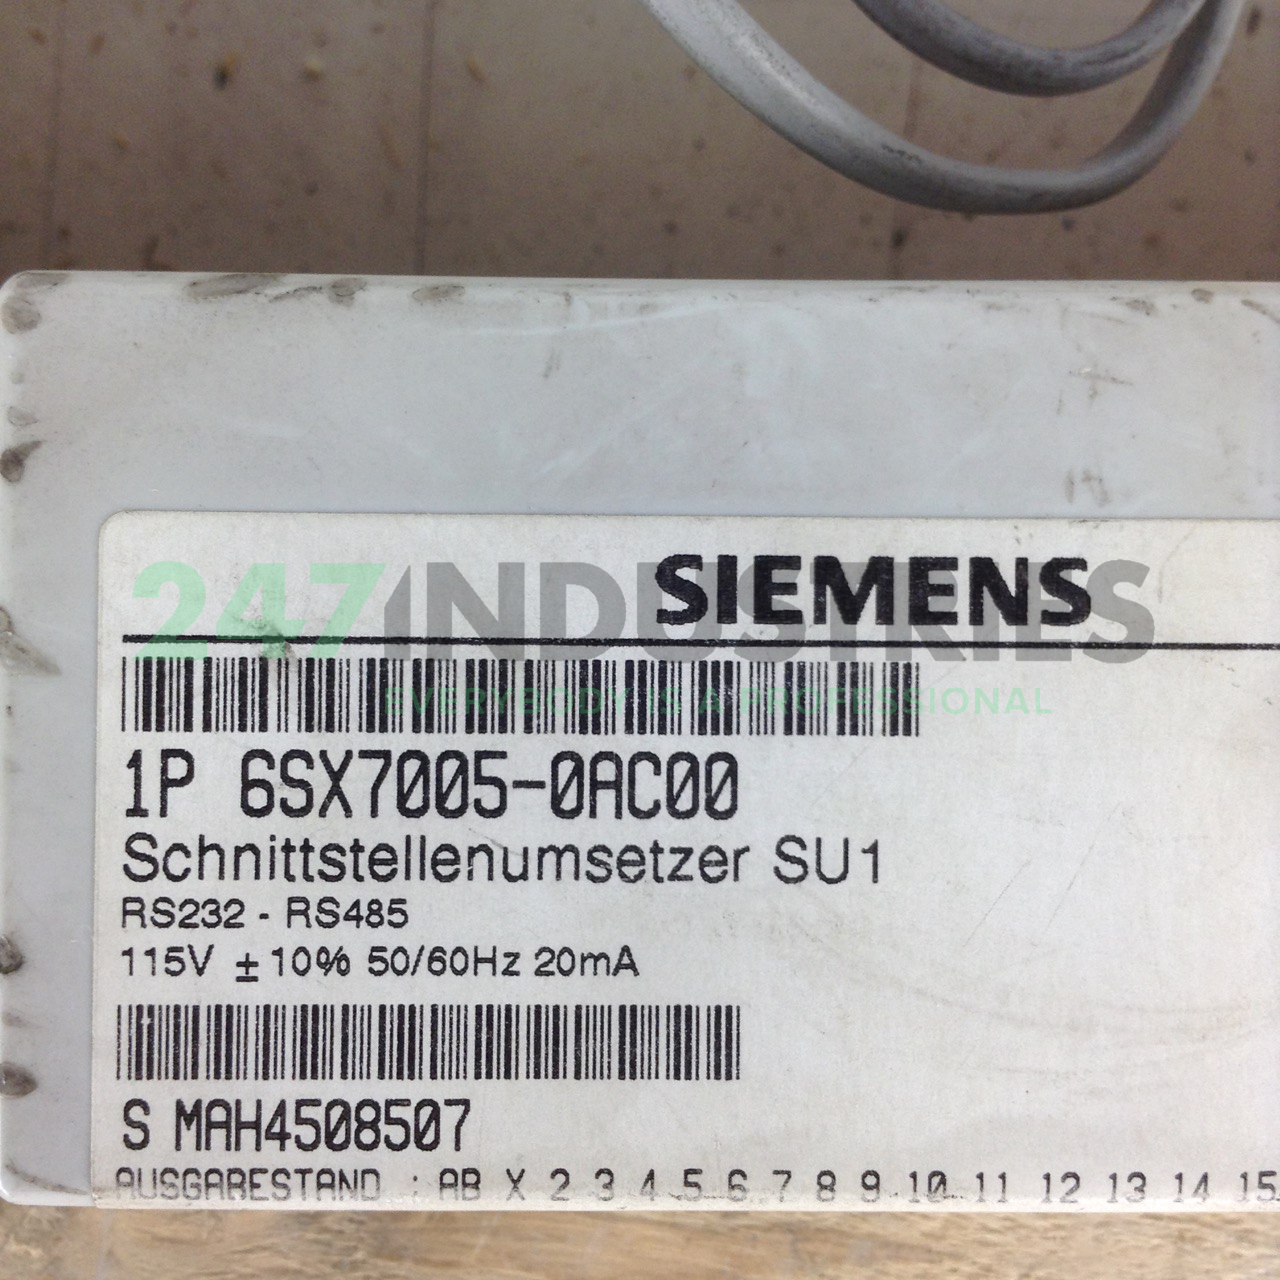 SIEMENS
247INDUSTRIES
EVERYBODY IS A PROFESSIONAL
1P 6SX7005-0AC00
Schnittstellenumsetzer SU1
RS232 - RS485
115V ± 10% 50/60Hz 20mA
S MAH4508507
AUSGABESTAND : AB X 2 3 4 5 6 7 8 9 10 11 12 13 14 15